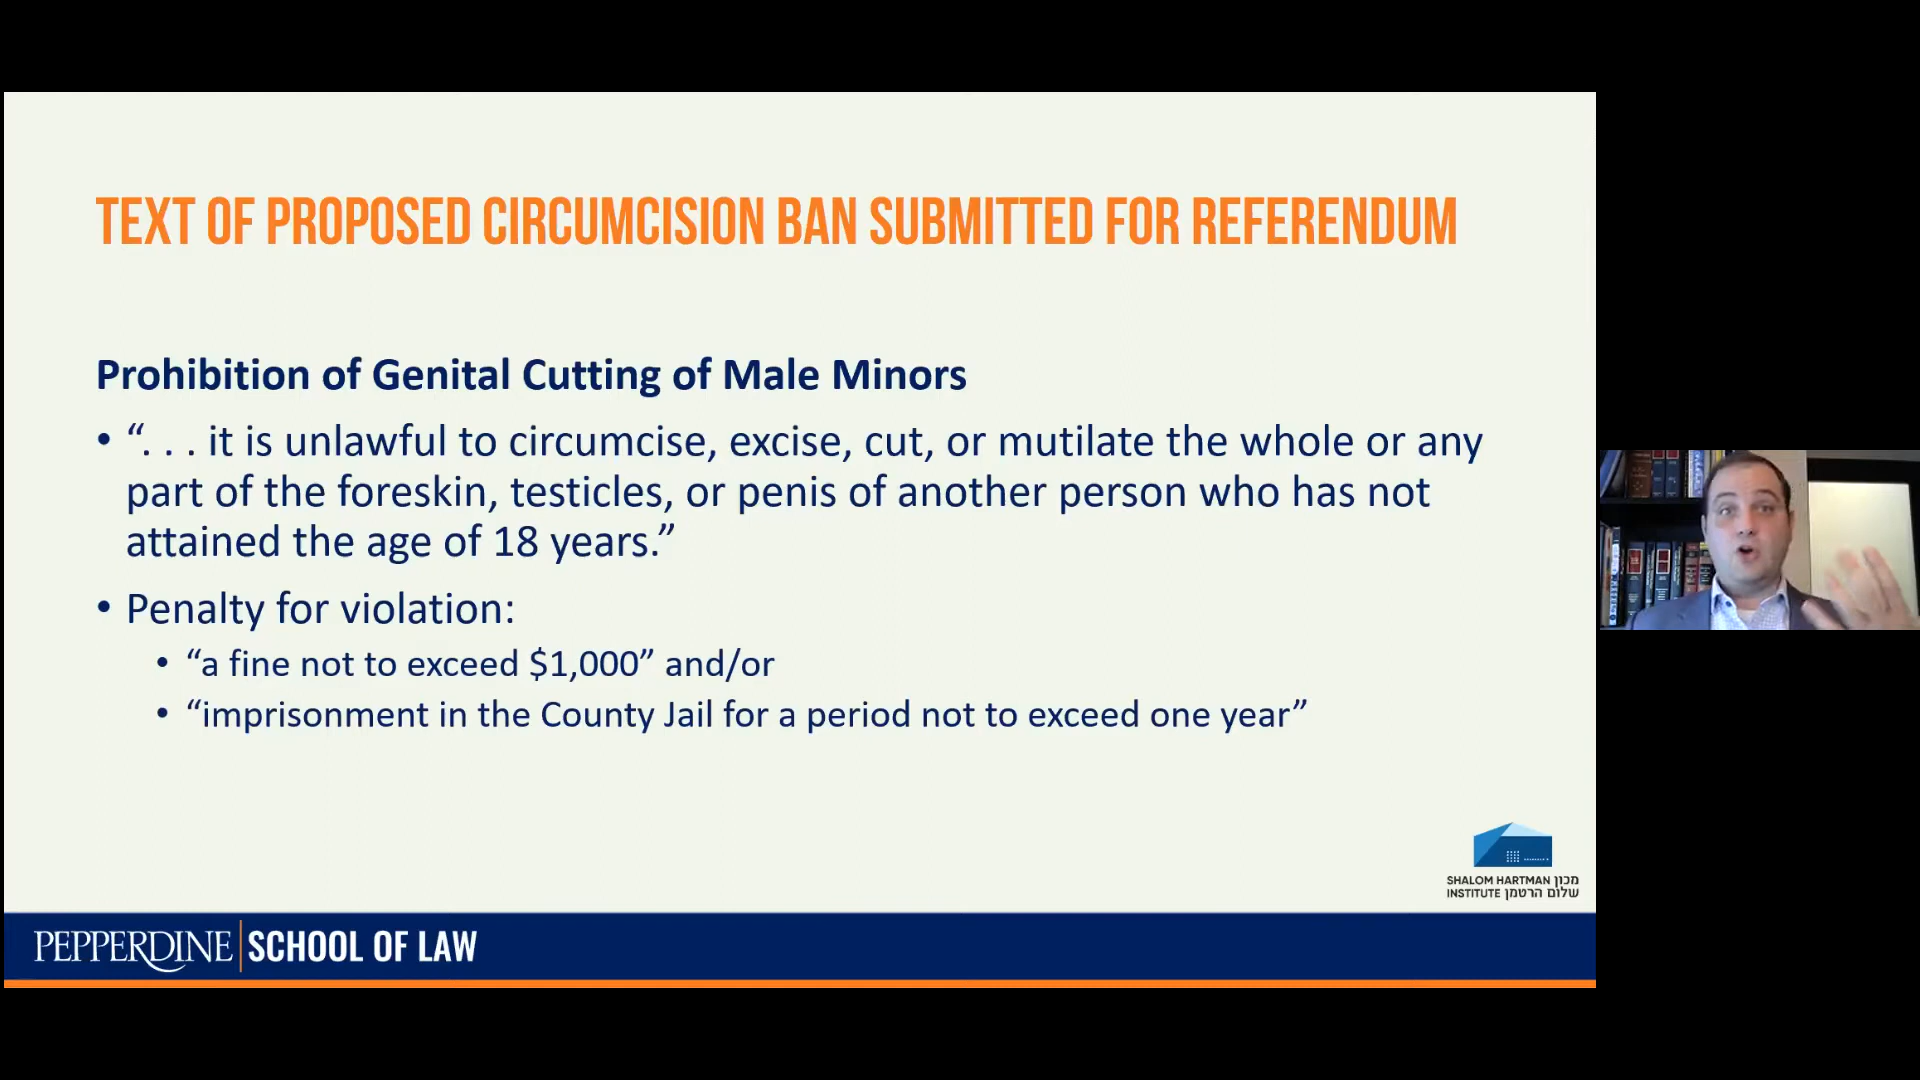 TEXT OF PROPOSED CIRCUMCISION BAN SUBMITTED FOR REFERENDUM
Prohibition of Genital Cutting of Male Minors
• “. . . it is unlawful to circumcise, excise, cut, or mutilate the whole or any
part of the foreskin, testicles, or penis of another person who has not
attained the age of 18 years.”
• Penalty for violation:
• “a fine not to exceed $1,000” and/or
• “imprisonment in the County Jail for a period not to exceed one year”
SHALOM HARTMAN מכון
INSTITUTE שלום הרטמן
PEPPERDINE | SCHOOL OF LAW